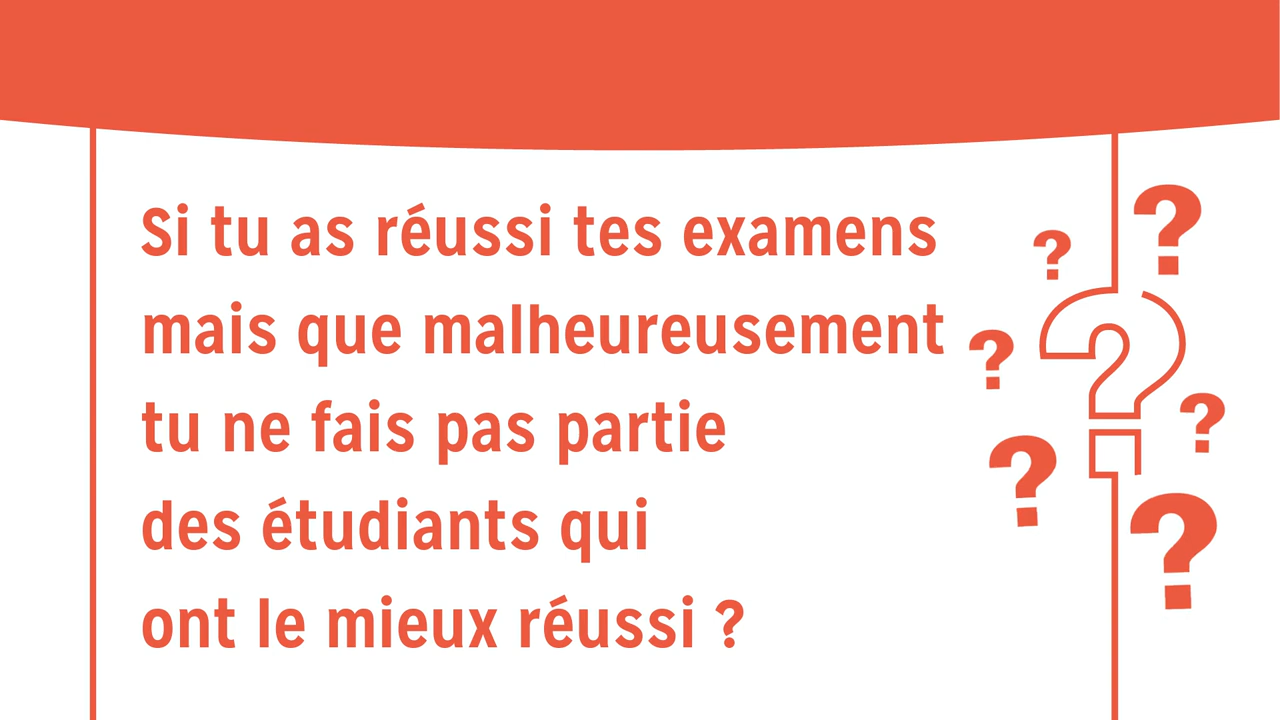 Si tu as réussi tes examens
mais que malheureusement
tu ne fais pas partie
des étudiants qui
ont le mieux réussi ?